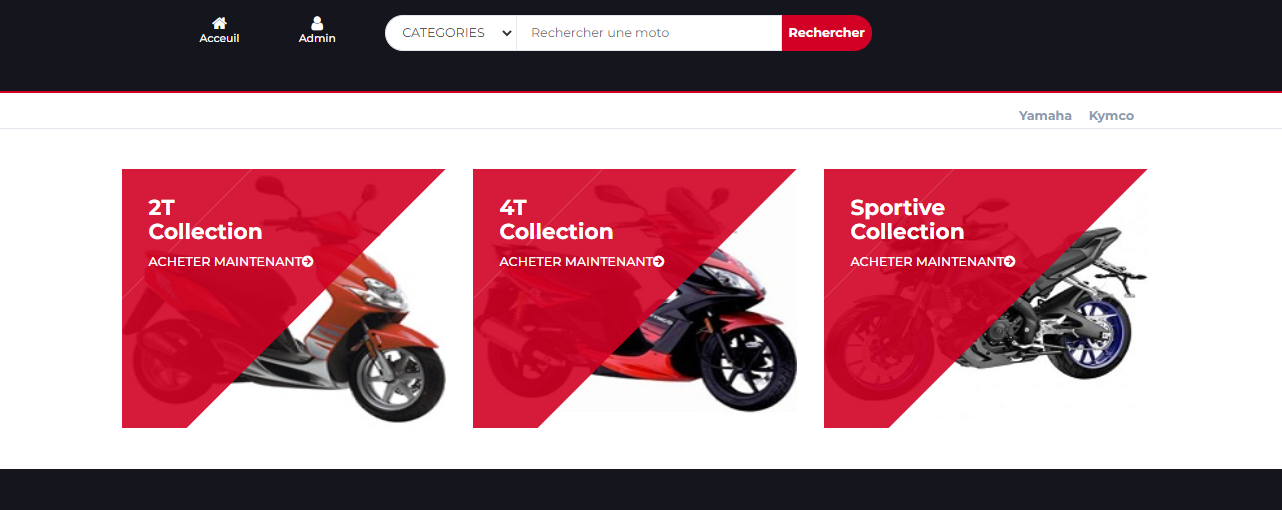 Acceuil
Admin
CATEGORIES
Rechercher une moto
Rechercher
Yamaha
Kymco
2T
Collection
ACHETER MAINTENANT
4T
Collection
ACHETER MAINTENANT
Sportive
Collection
ACHETER MAINTENANT